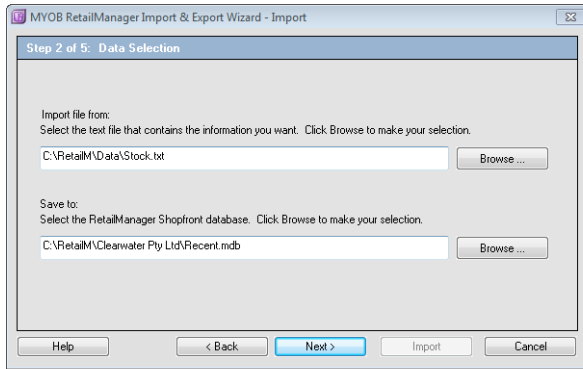 MYOB RetailManager Import & Export Wizard - Import
Step 2 of 5: Data Selection
Import file from:
Select the text file that contains the information you want. Click Browse to make your selection.
C:\RetailM\Data\Stock.txt
Browse ...
Save to:
Select the RetailManager Shopfront database. Click Browse to make your selection.
C:\RetailM\Clearwater Pty Ltd\Recent.mdb
Browse ...
Help < Back Next > Import Cancel